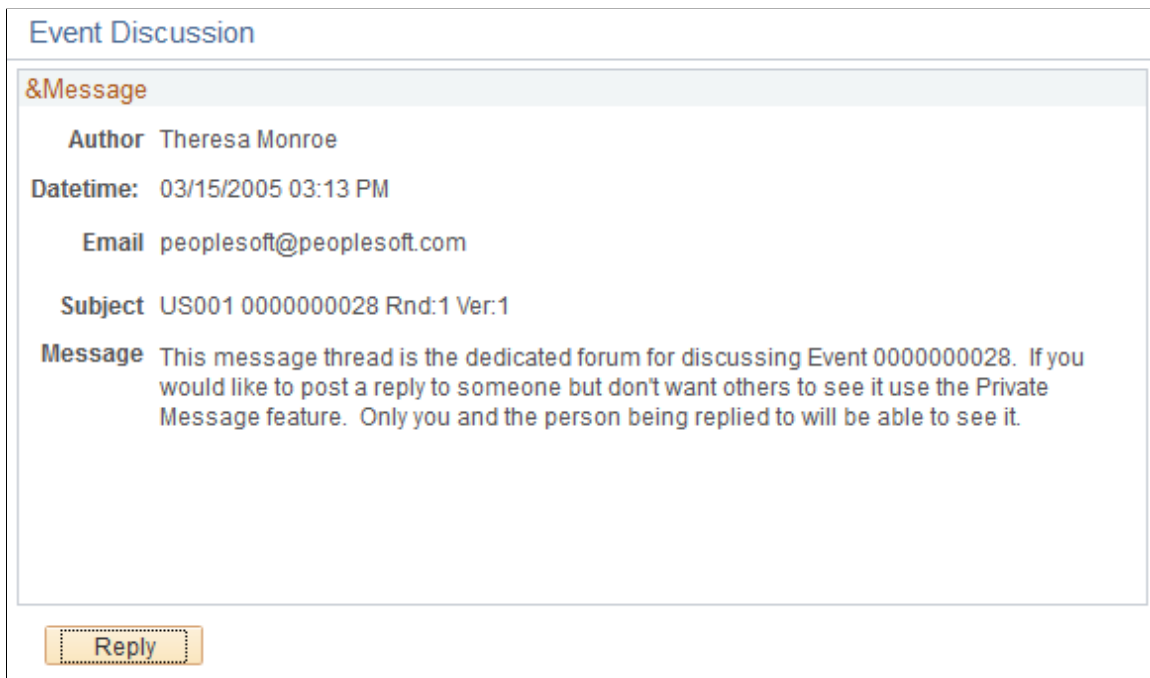 Event Discussion
&Message
Author Theresa Monroe
Datetime: 03/15/2005 03:13 PM
Email peoplesoft@peoplesoft.com
Subject US001 0000000028 Rnd:1 Ver:1
Message This message thread is the dedicated forum for discussing Event 0000000028.  If you
would like to post a reply to someone but don't want others to see it use the Private
Message feature.  Only you and the person being replied to will be able to see it.
Reply